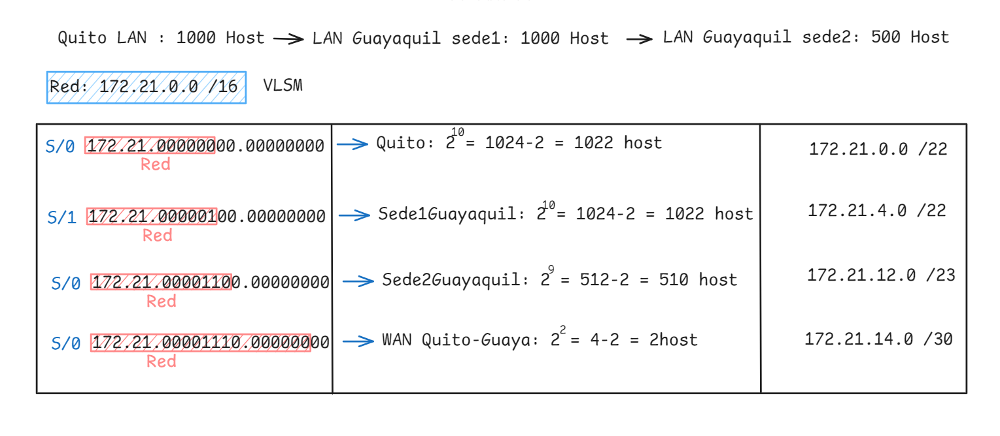 Quito LAN : 1000 Host → LAN Guayaquil sede1: 1000 Host → LAN Guayaquil sede2: 500 Host
Red: 172.21.0.0 /16 VLSM
S/0 172.21.00000000.00000000 → Quito: 2^10 = 1024-2 = 1022 host 172.21.0.0 /22
Red
S/1 172.21.00000100.00000000 → Sede1Guayaquil: 2^10 = 1024-2 = 1022 host 172.21.4.0 /22
Red
S/0 172.21.00001100.00000000 → Sede2Guayaquil: 2^9 = 512-2 = 510 host 172.21.12.0 /23
Red
S/0 172.21.00001110.00000000 → WAN Quito-Guaya: 2^2 = 4-2 = 2host 172.21.14.0 /30
Red